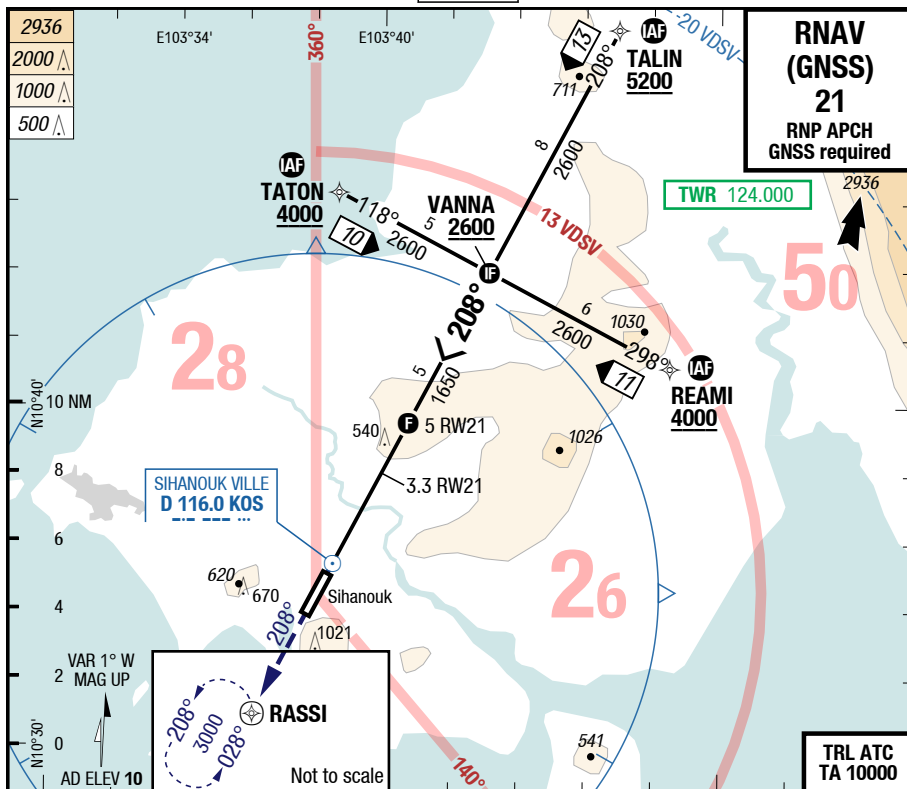 2936
2000
1000
500
E103°34'
360°
E103°40'
13
208°
IAF
TALIN
5200
711
-20 VDSV
RNAV
(GNSS)
21
RNP APCH
GNSS required
8
2600
IAF
TATON
4000
118°
5
2600
10
VANNA
2600
IF
13 VDSV
TWR 124.000
2936
50
208°
6
2600
1030
298°
11
IAF
REAMI
4000
28
5
1650
N10°40'
10 NM
F
5 RW21
540
1026
8
3.3 RW21
SIHANOUK VILLE
D 116.0 KOS
6
620
670
4
Sihanouk
26
208°
1021
VAR 1° W
MAG UP
2
208°
3000
028°
RASSI
N10°30'
0
541
AD ELEV 10
Not to scale
140°
TRL ATC
TA 10000